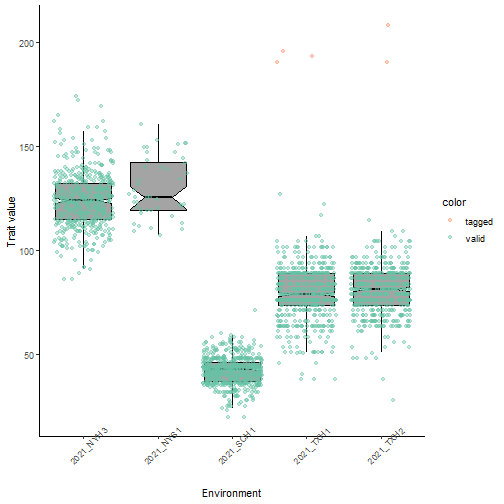 200
150
100
50
Trait value
2021_NYH3
2021_NYS1
2021_SCH1
2021_TXH1
2021_TXH2
Environment
color
tagged
valid